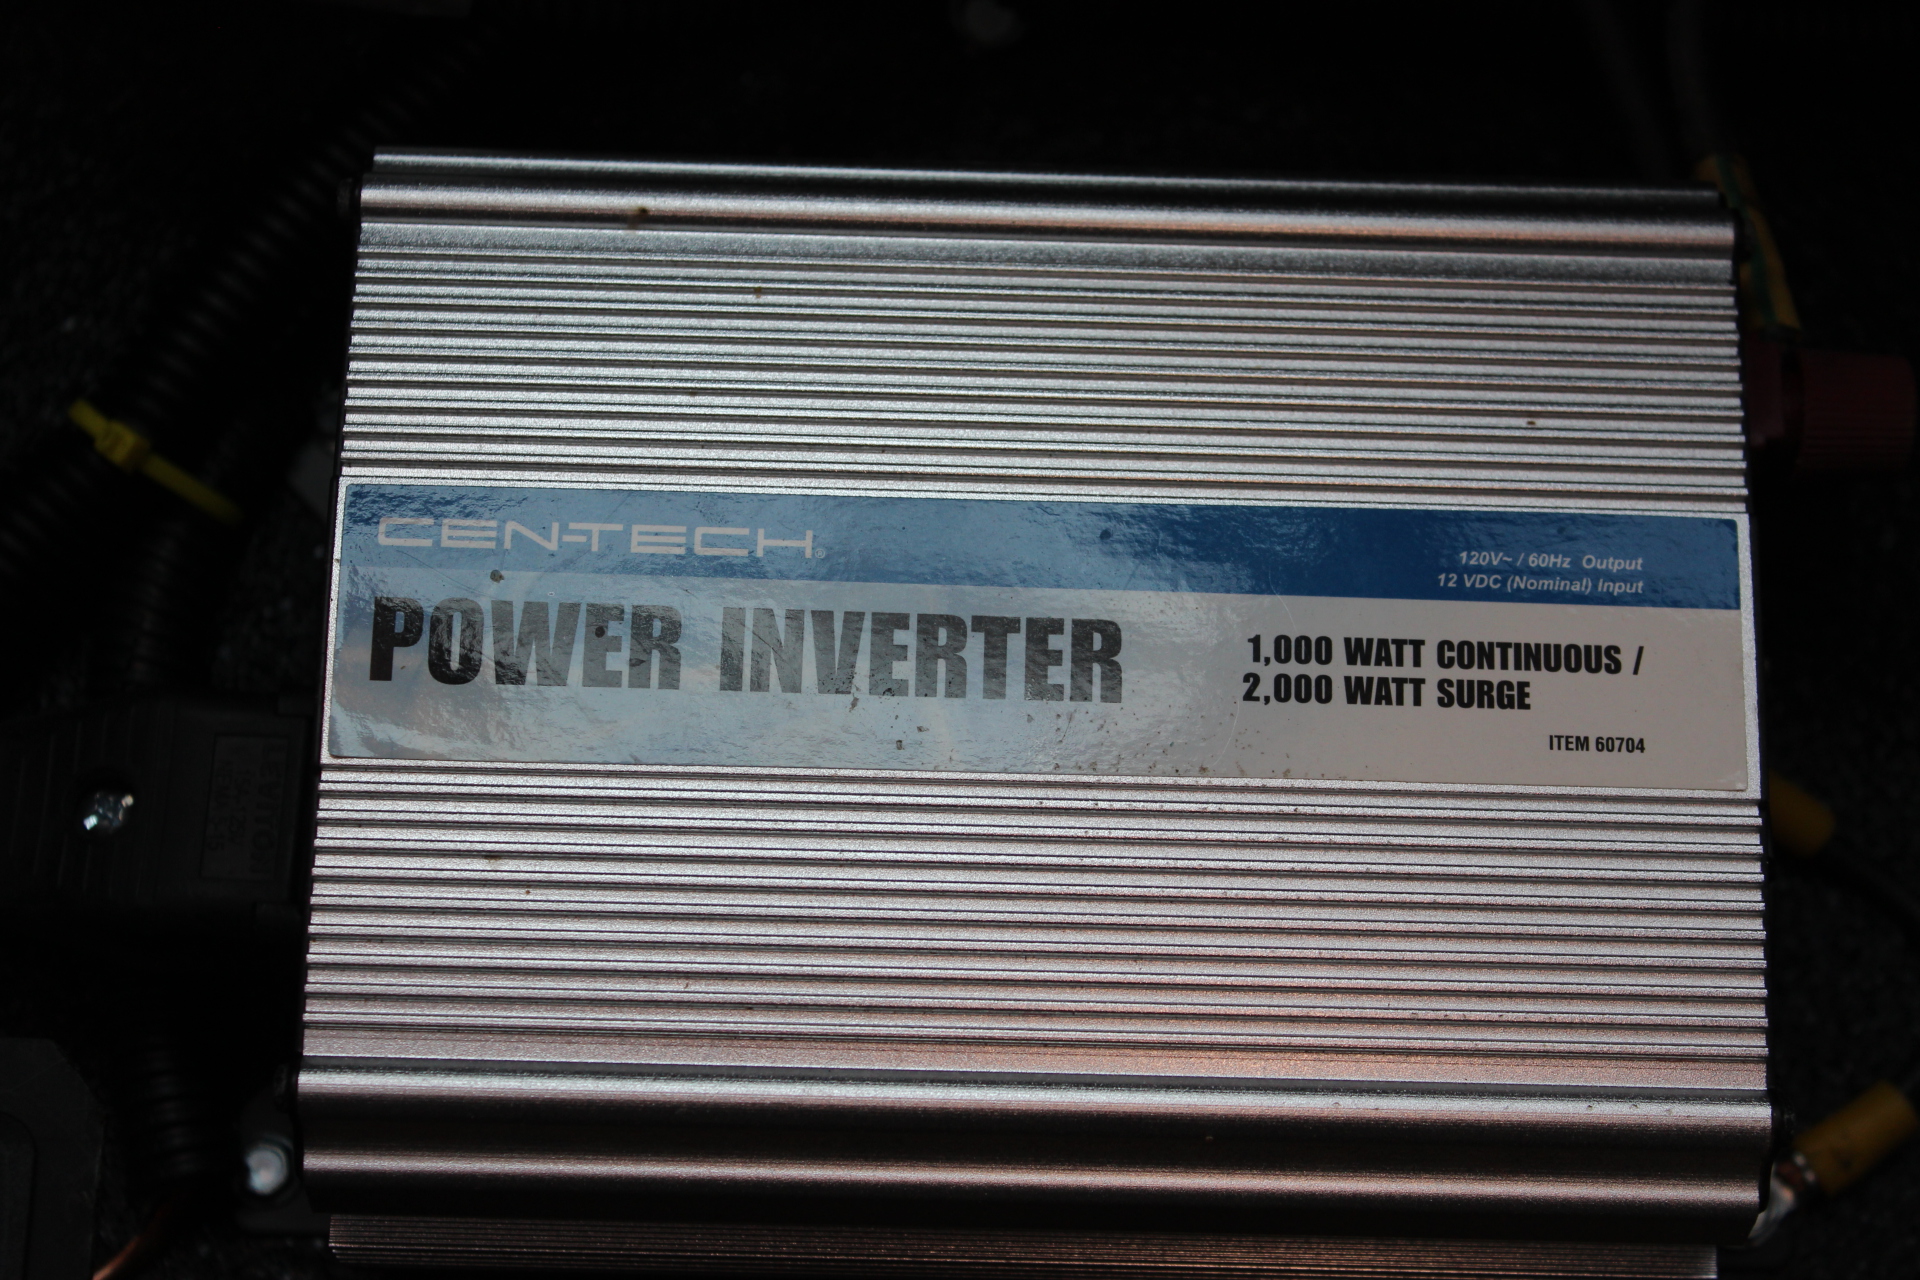 CEN-TECH®
120V~ / 60Hz Output
12 VDC (Nominal) Input
POWER INVERTER
1,000 WATT CONTINUOUS /
2,000 WATT SURGE
ITEM 60704
LEVITON